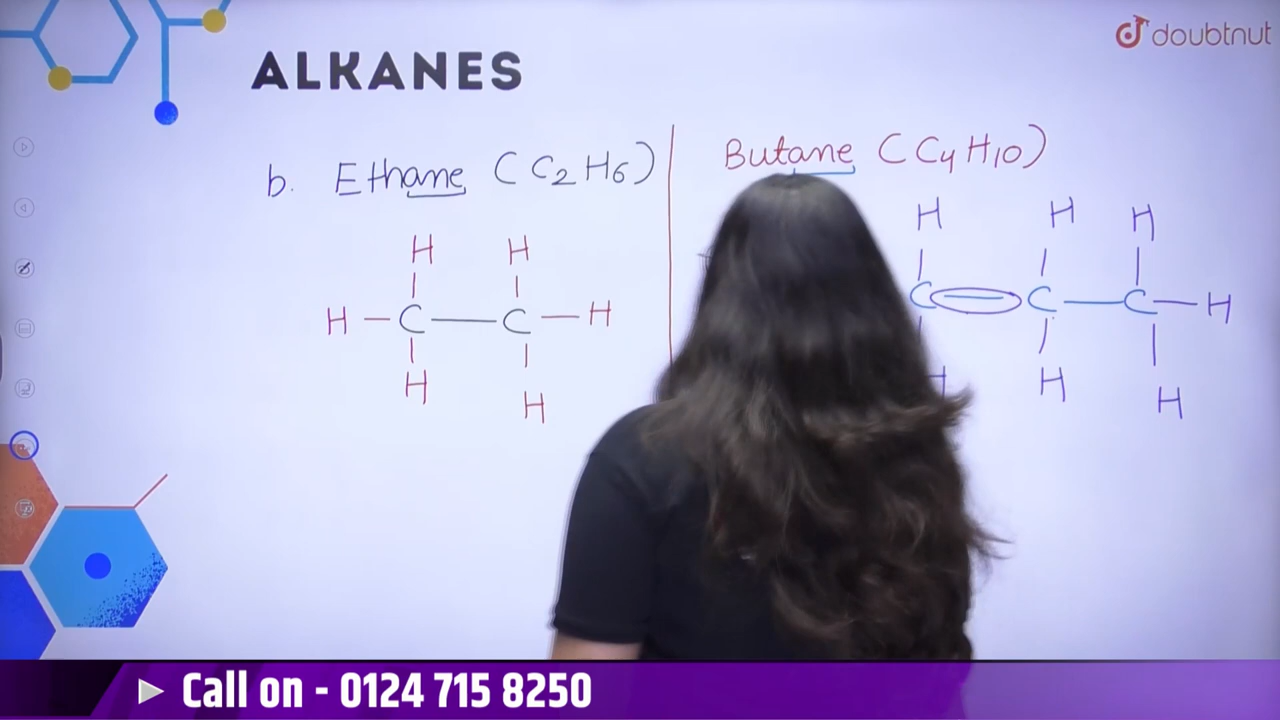 doubtnut
ALKANES
b. Ethane (C2H6)
H H
H – C — C – H
H H
Butane (C4H10)
H H H
C — C — C – H
H H H
Call on - 0124 715 8250